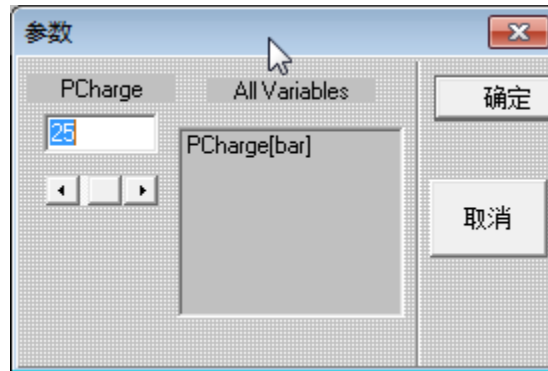 参数
PCharge
All Variables
确定
25
PCharge[bar]
取消